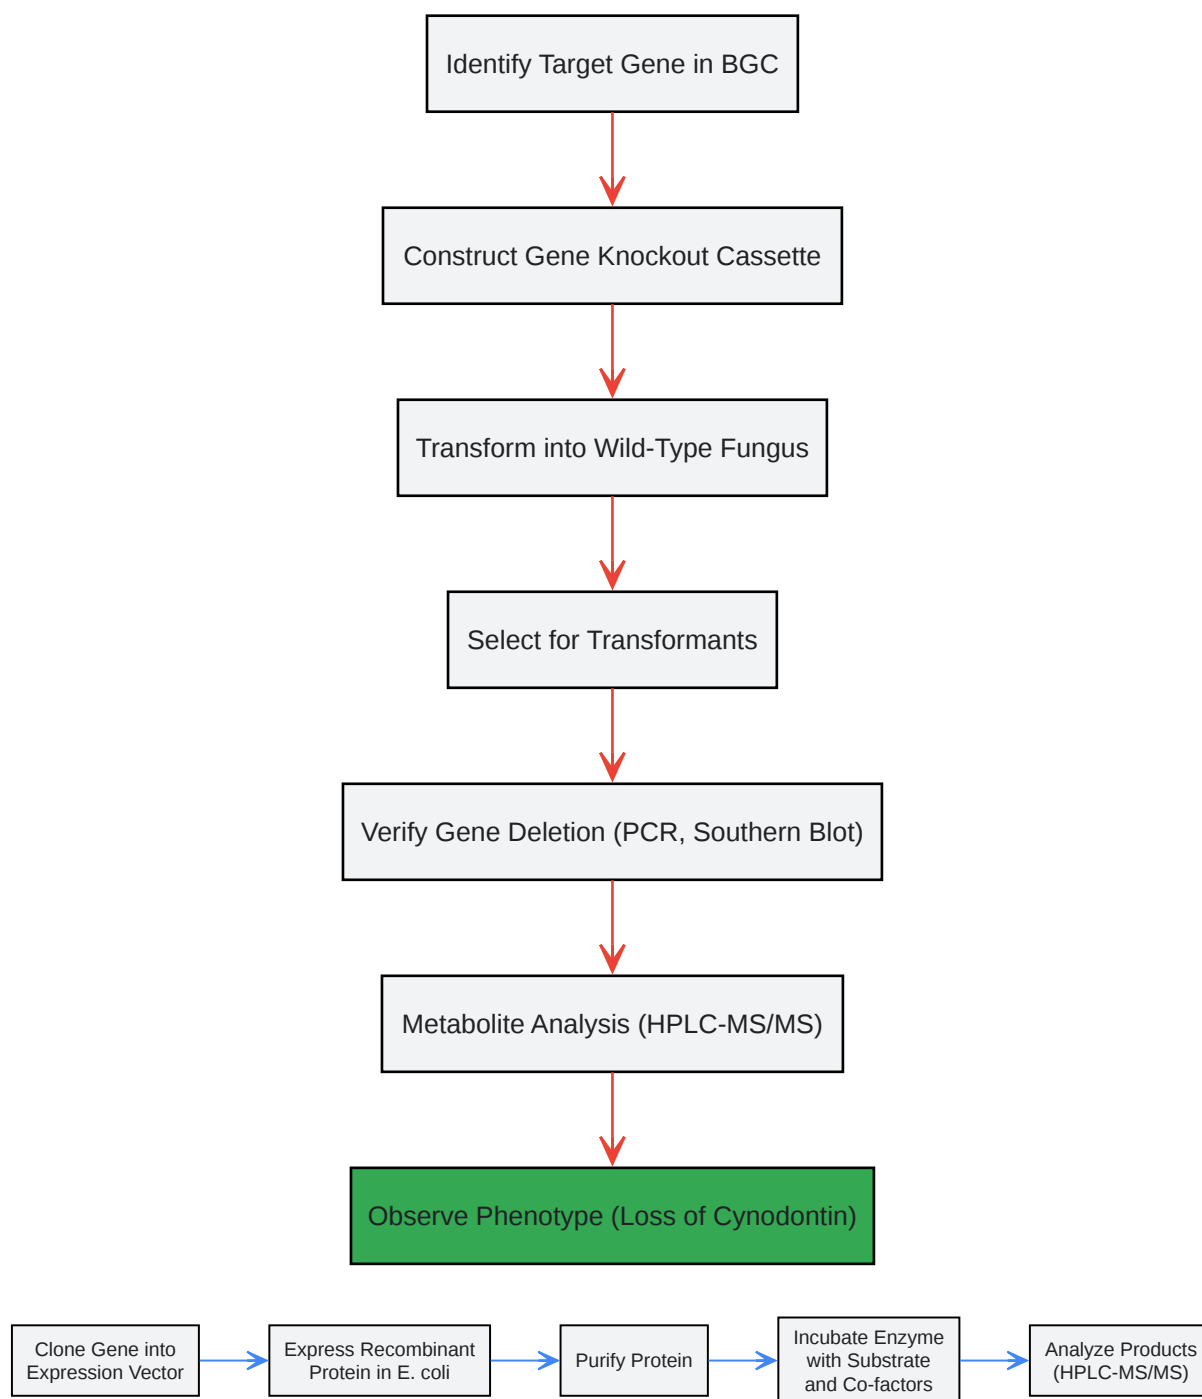 Identify Target Gene in BGC
Construct Gene Knockout Cassette
Transform into Wild-Type Fungus
Select for Transformants
Verify Gene Deletion (PCR, Southern Blot)
Metabolite Analysis (HPLC-MS/MS)
Observe Phenotype (Loss of Cynodontin)
Clone Gene into
Expression Vector
Express Recombinant
Protein in E. coli
Purify Protein
Incubate Enzyme
with Substrate
and Co-factors
Analyze Products
(HPLC-MS/MS)